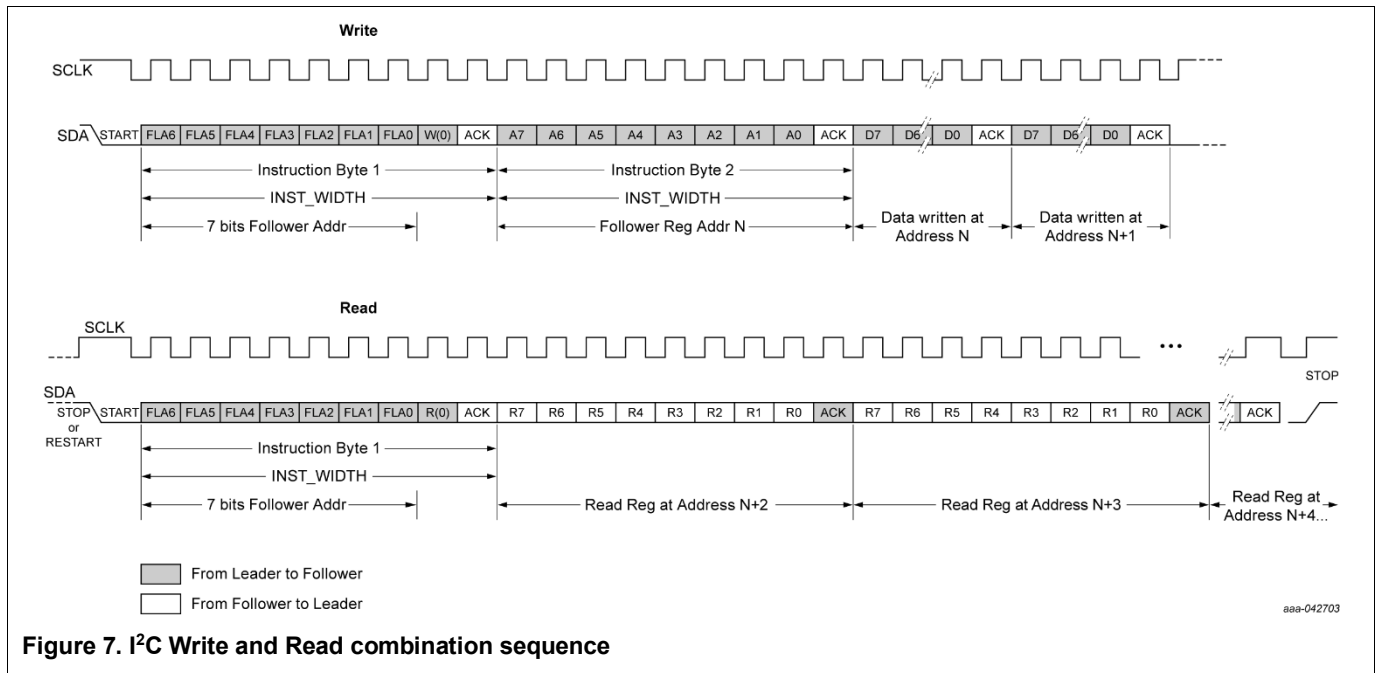 Write
SCLK
SDA START FLA6 FLA5 FLA4 FLA3 FLA2 FLA1 FLA0 W(0) ACK A7 A6 A5 A4 A3 A2 A1 A0 ACK D7 D6 D0 ACK D7 D6 D0 ACK
Instruction Byte 1 Instruction Byte 2
INST_WIDTH INST_WIDTH
7 bits Follower Addr Follower Reg Addr N Data written at Address N Data written at Address N+1
Read
SCLK
...
STOP
SDA
STOP or RESTART START FLA6 FLA5 FLA4 FLA3 FLA2 FLA1 FLA0 R(0) ACK R7 R6 R5 R4 R3 R2 R1 R0 ACK R7 R6 R5 R4 R3 R2 R1 R0 ACK ACK
Instruction Byte 1
INST_WIDTH
7 bits Follower Addr Read Reg at Address N+2 Read Reg at Address N+3 Read Reg at Address N+4...
From Leader to Follower
From Follower to Leader
aaa-042703
Figure 7. I²C Write and Read combination sequence